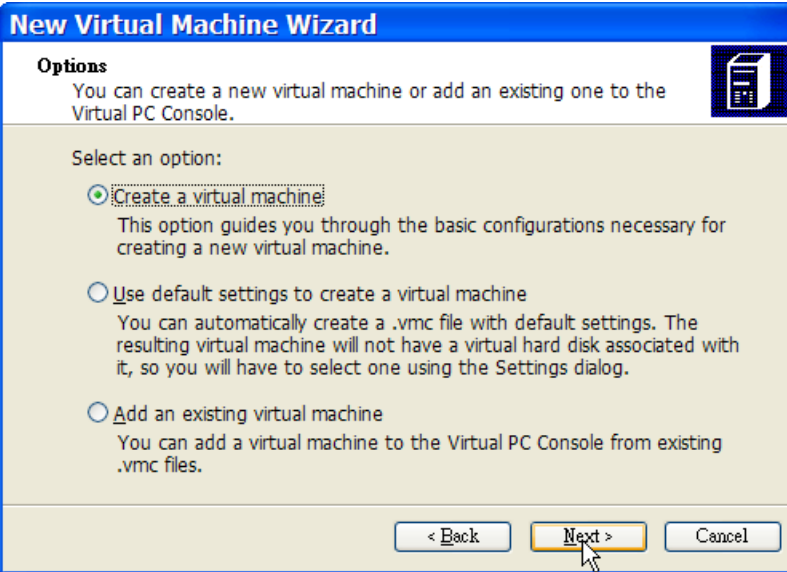 New Virtual Machine Wizard
Options
You can create a new virtual machine or add an existing one to the
Virtual PC Console.
Select an option:
Create a virtual machine
This option guides you through the basic configurations necessary for
creating a new virtual machine.
Use default settings to create a virtual machine
You can automatically create a .vmc file with default settings. The
resulting virtual machine will not have a virtual hard disk associated with
it, so you will have to select one using the Settings dialog.
Add an existing virtual machine
You can add a virtual machine to the Virtual PC Console from existing
.vmc files.
< Back Next > Cancel